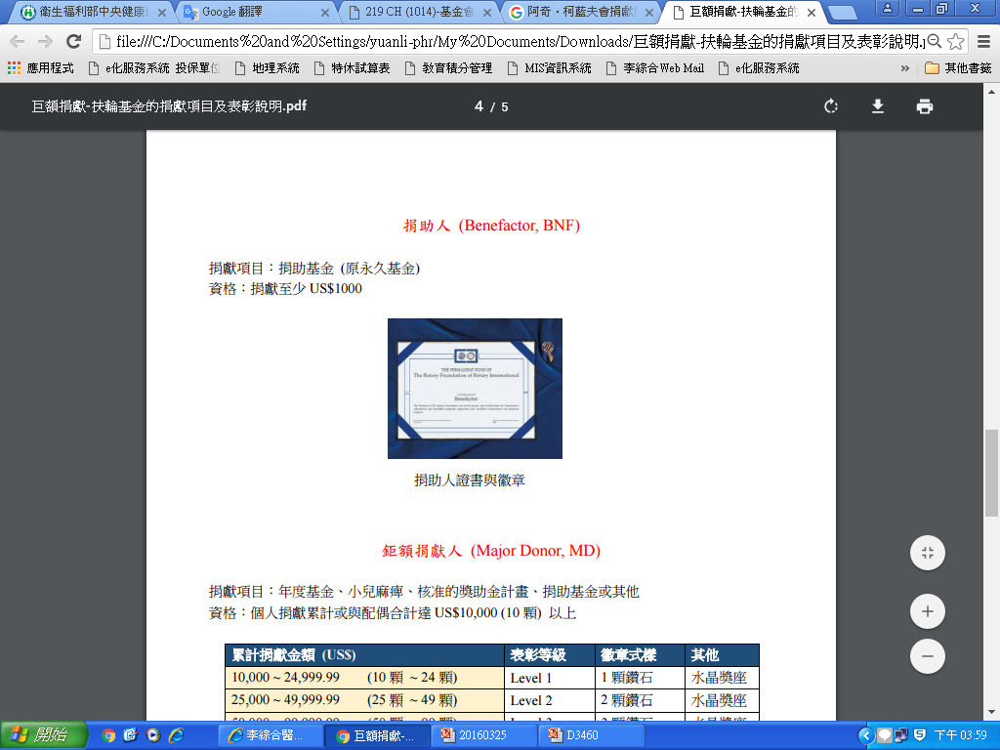 衛生福利部中央健康
Google 翻譯
219 CH (1014)-基金會
阿奇・柯藍夫會捐獻
巨額捐獻-扶輪基金的
file:///C:/Documents%20and%20Settings/yuanli-phr/My%20Documents/Downloads/巨額捐獻-扶輪基金的捐獻項目及表彰說明.p
應用程式
e化服務系統 投保單位
地理系統
特休試算表
教育積分管理
MIS資訊系統
李綜合Web Mail
e化服務系統
»
其他書籤
巨額捐獻-扶輪基金的捐獻項目及表彰說明.pdf
4 / 5
捐助人 (Benefactor, BNF)
捐獻項目：捐助基金 (原永久基金)
資格：捐獻至少 US$1000
THE PERMANENT FUND OF
The Rotary Foundation of Rotary International
Benefactor
捐助人證書與徽章
鉅額捐獻人 (Major Donor, MD)
捐獻項目：年度基金、小兒麻痺、核准的獎助金計畫、捐助基金或其他
資格：個人捐獻累計或與配偶合計達 US$10,000 (10 顆) 以上
累計捐獻金額 (US$) 表彰等級 徽章式樣 其他
10,000 ~ 24,999.99 (10 顆 ~ 24 顆) Level 1 1 顆鑽石 水晶獎座
25,000 ~ 49,999.99 (25 顆 ~ 49 顆) Level 2 2 顆鑽石 水晶獎座
開始
李綜合醫...
巨額捐獻-...
20160325
D3460
下午 03:59